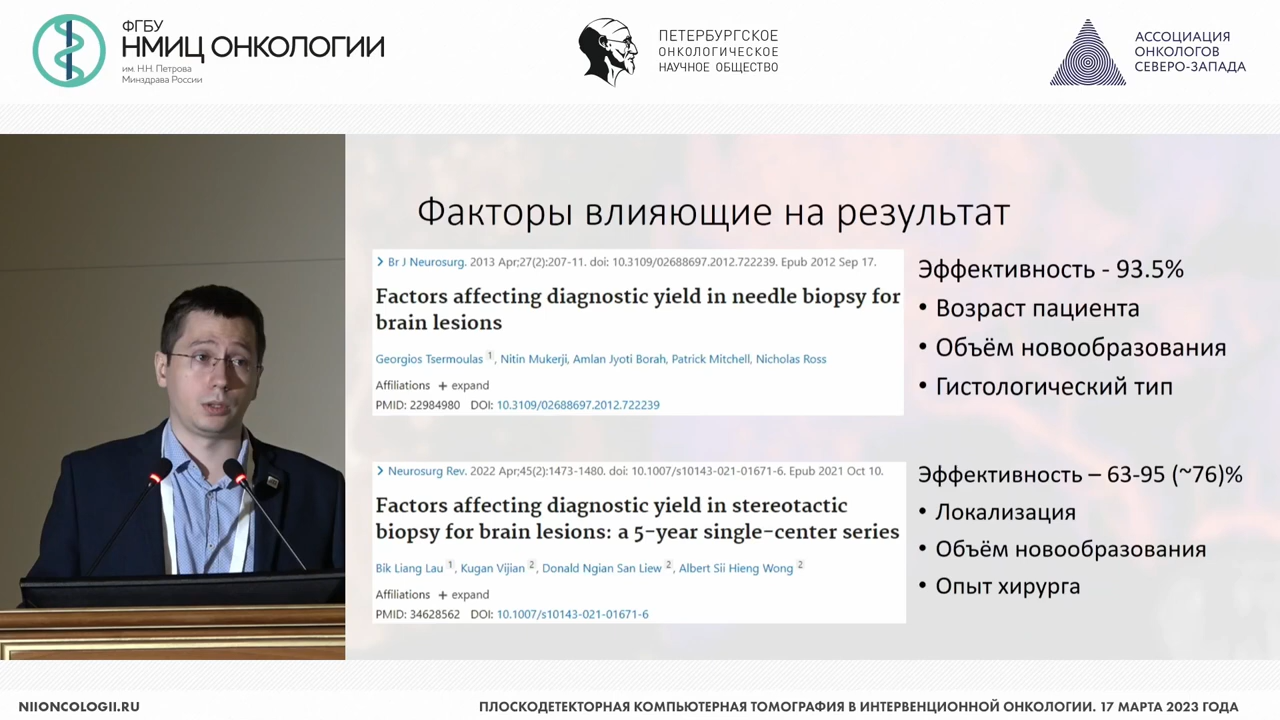 ФГБУ
НМИЦ ОНКОЛОГИИ
им. Н.Н. Петрова
Минздрава России
ПЕТЕРБУРГСКОЕ
ОНКОЛОГИЧЕСКОЕ
НАУЧНОЕ ОБЩЕСТВО
АССОЦИАЦИЯ
ОНКОЛОГОВ
СЕВЕРО-ЗАПАДА
Факторы влияющие на результат
> Br J Neurosurg. 2013 Apr;27(2):207-11. doi: 10.3109/02688697.2012.722239. Epub 2012 Sep 17.
Factors affecting diagnostic yield in needle biopsy for
brain lesions
Georgios Tsermoulas 1, Nitin Mukerji, Amlan Jyoti Borah, Patrick Mitchell, Nicholas Ross
Affiliations + expand
PMID: 22984980 DOI: 10.3109/02688697.2012.722239
Эффективность - 93.5%
• Возраст пациента
• Объём новообразования
• Гистологический тип
> Neurosurg Rev. 2022 Apr;45(2):1473-1480. doi: 10.1007/s10143-021-01671-6. Epub 2021 Oct 10.
Factors affecting diagnostic yield in stereotactic
biopsy for brain lesions: a 5-year single-center series
Bik Liang Lau 1, Kugan Vijian 2, Donald Ngian San Liew 2, Albert Sii Hieng Wong 2
Affiliations + expand
PMID: 34628562 DOI: 10.1007/s10143-021-01671-6
Эффективность – 63-95 (~76)%
• Локализация
• Объём новообразования
• Опыт хирурга
NIIONCOLOGII.RU
ПЛОСКОДЕТЕКТОРНАЯ КОМПЬЮТЕРНАЯ ТОМОГРАФИЯ В ИНТЕРВЕНЦИОННОЙ ОНКОЛОГИИ. 17 МАРТА 2023 ГОДА